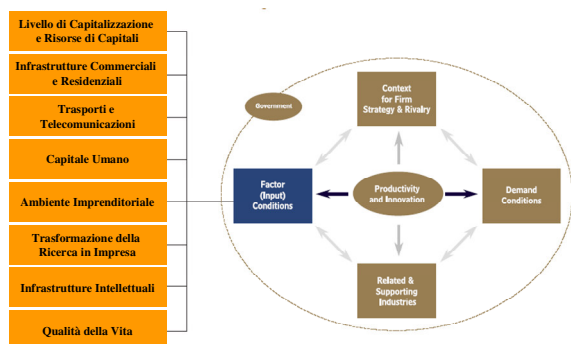 Livello di Capitalizzazione
e Risorse di Capitali
Infrastrutture Commerciali
e Residenziali
Trasporti e
Telecomunicazioni
Capitale Umano
Ambiente Imprenditoriale
Trasformazione della
Ricerca in Impresa
Infrastrutture Intellettuali
Qualità della Vita
Government
Context
for Firm
Strategy & Rivalry
Factor
(Input)
Conditions
Productivity
and Innovation
Demand
Conditions
Related &
Supporting
Industries